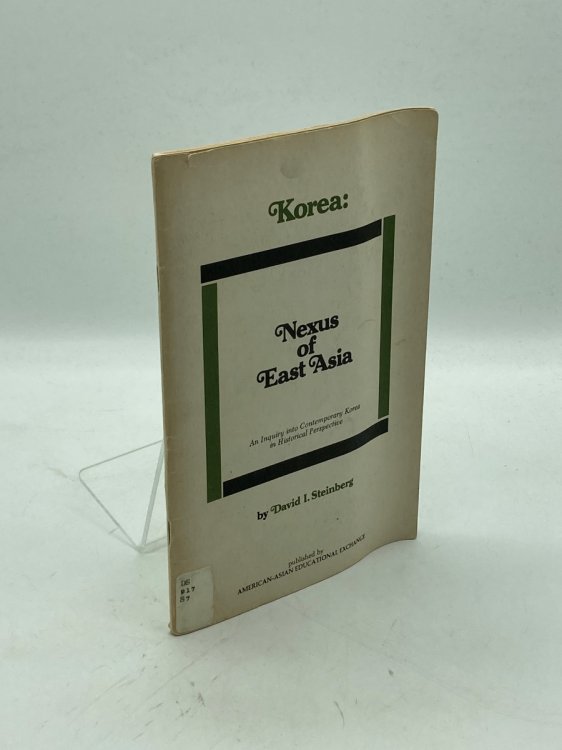 Korea:
Nexus
of
East Asia
An Inquiry into Contemporary Korea
in Historical Perspective
by David I. Steinberg
published by
AMERICAN-ASIAN EDUCATIONAL EXCHANGE
DS
917
S7